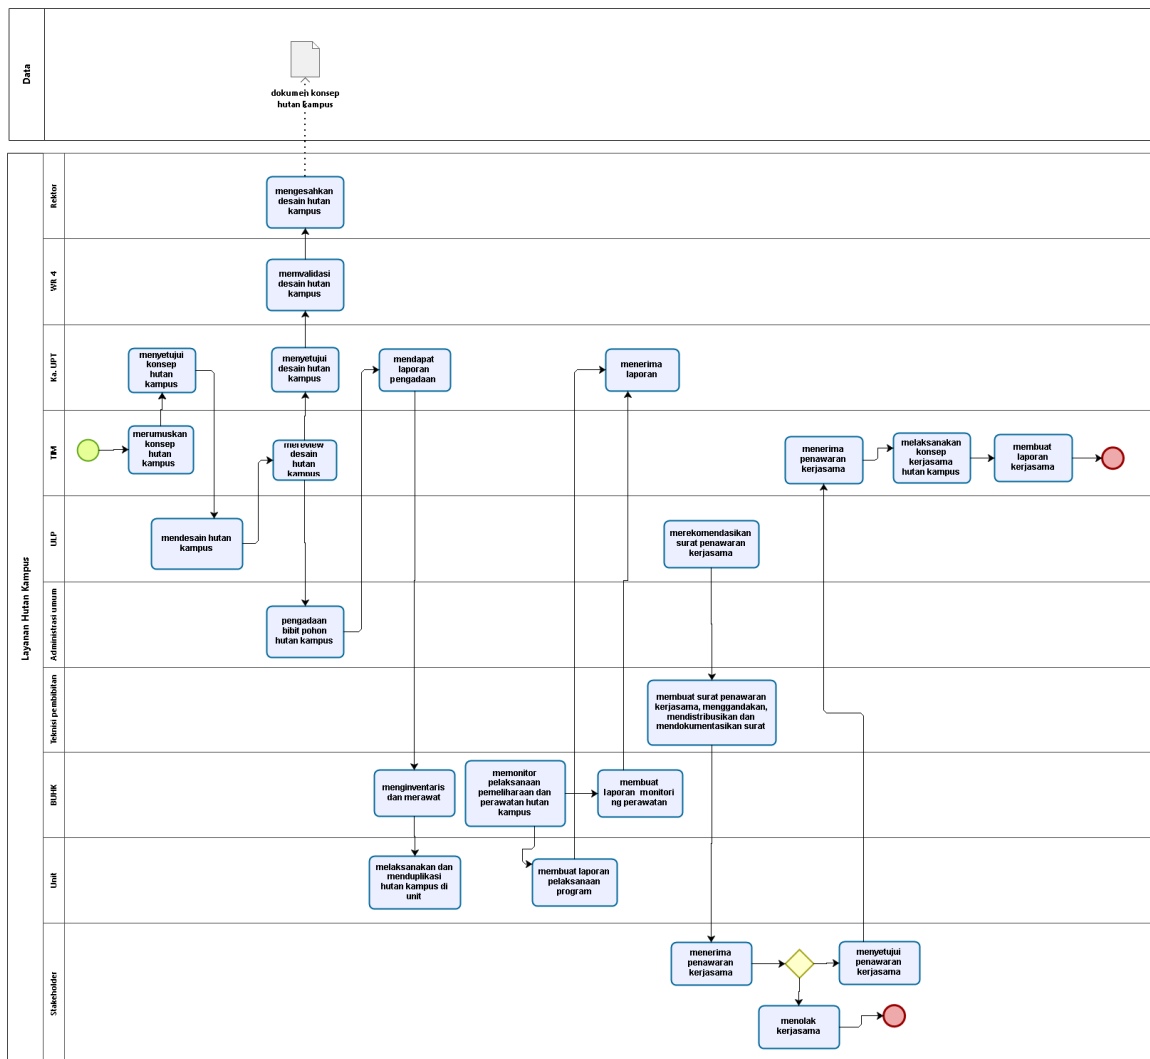 Data
dokumen konsep
hutan kampus
Layanan Hutan Kampus
Rektor
mengesahkan
desain hutan
kampus
WR 4
memvalidasi
desain hutan
kampus
Ka. UPT
menyetujui
konsep
hutan
kampus
menyetujui
desain hutan
kampus
mendapat
laporan
pengadaan
menerima
laporan
TIM
merumuskan
konsep
hutan
kampus
mereview
desain
hutan
kampus
menerima
penawaran
kerjasama
melaksanakan
konsep
kerjasama
hutan kampus
membuat
laporan
kerjasama
ULP
mendesain hutan
kampus
merekomendasikan
surat penawaran
kerjasama
Administrasi umum
pengadaan
bibit pohon
hutan kampus
Teknisi pembibitan
membuat surat penawaran
kerjasama, menggandakan,
mendistribusikan dan
mendokumentasikan surat
BUHK
menginventaris
dan merawat
memonitor
pelaksanaan
pemeliharaan dan
perawatan hutan
kampus
membuat
laporan monitori
ng perawatan
Unit
melaksanakan dan
menduplikasi
hutan kampus di
unit
membuat laporan
pelaksanaan
program
Stakeholder
menerima
penawaran
kerjasama
menyetujui
penawaran
kerjasama
menolak
kerjasama